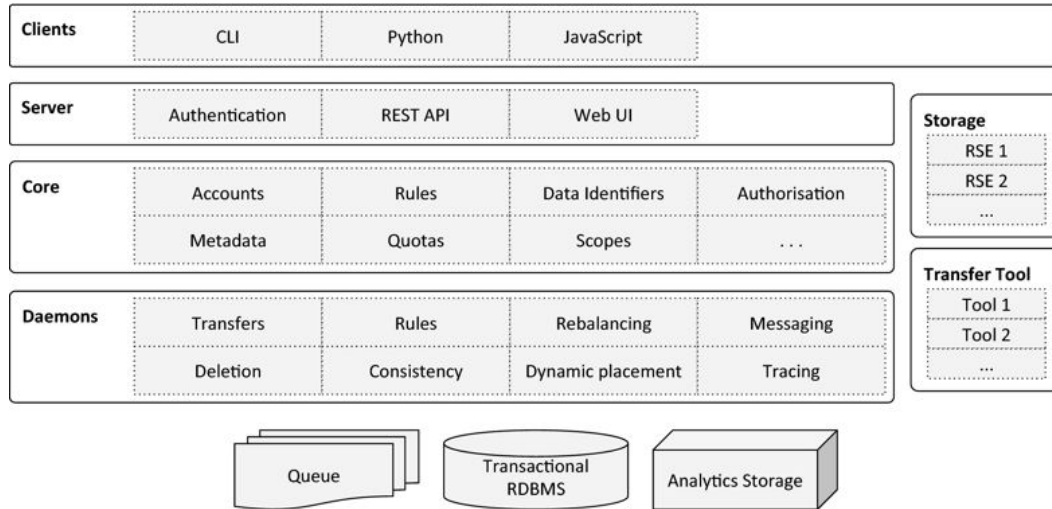 Clients
CLI Python JavaScript
Server
Authentication REST API Web UI
Core
Accounts Rules Data Identifiers Authorisation
Metadata Quotas Scopes . . .
Daemons
Transfers Rules Rebalancing Messaging
Deletion Consistency Dynamic placement Tracing
Storage
RSE 1
RSE 2
...
Transfer Tool
Tool 1
Tool 2
...
Queue
Transactional
RDBMS
Analytics Storage